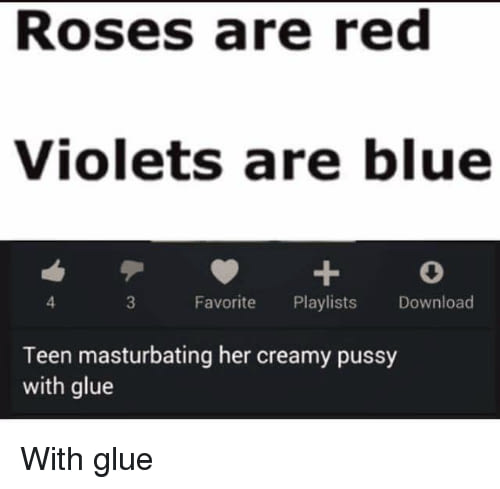 Roses are red
Violets are blue
4 3 Favorite Playlists Download
Teen masturbating her creamy pussy
with glue
With glue